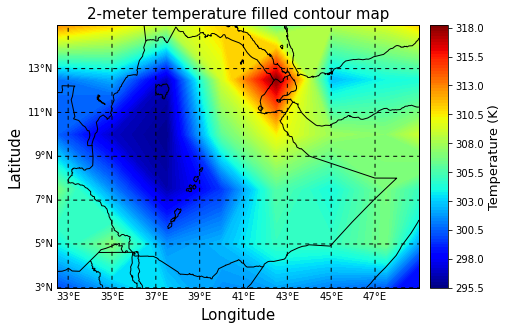 2-meter temperature filled contour map
318.0
315.5
313.0
310.5
308.0
305.5
303.0
300.5
298.0
295.5
Temperature (K)
Latitude
13°N
11°N
9°N
7°N
5°N
3°N
33°E 35°E 37°E 39°E 41°E 43°E 45°E 47°E
Longitude